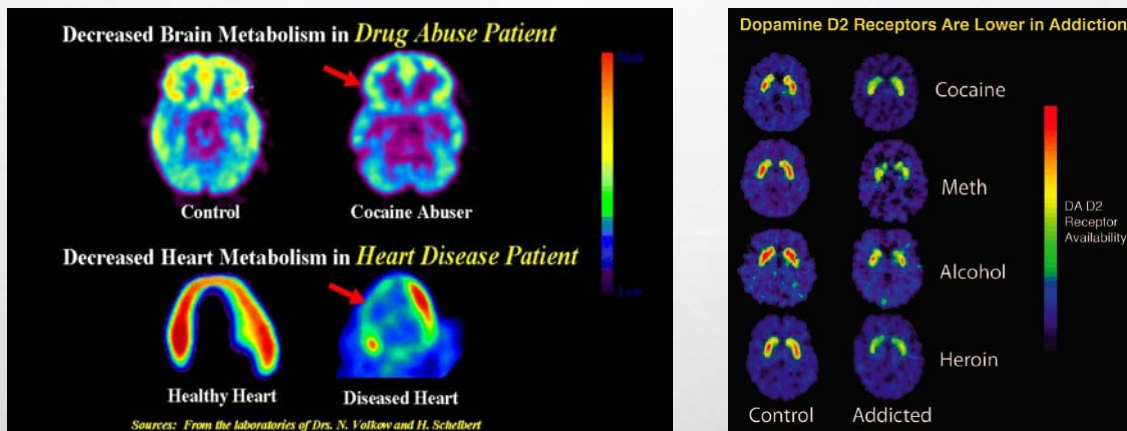 Decreased Brain Metabolism in Drug Abuse Patient
High
Control
Cocaine Abuser
Decreased Heart Metabolism in Heart Disease Patient
Low
Healthy Heart
Diseased Heart
Sources: From the laboratories of Drs. N. Volkow and H. Schelbert
Dopamine D2 Receptors Are Lower in Addiction
Cocaine
Meth
DA D2
Receptor
Availability
Alcohol
Heroin
Control
Addicted